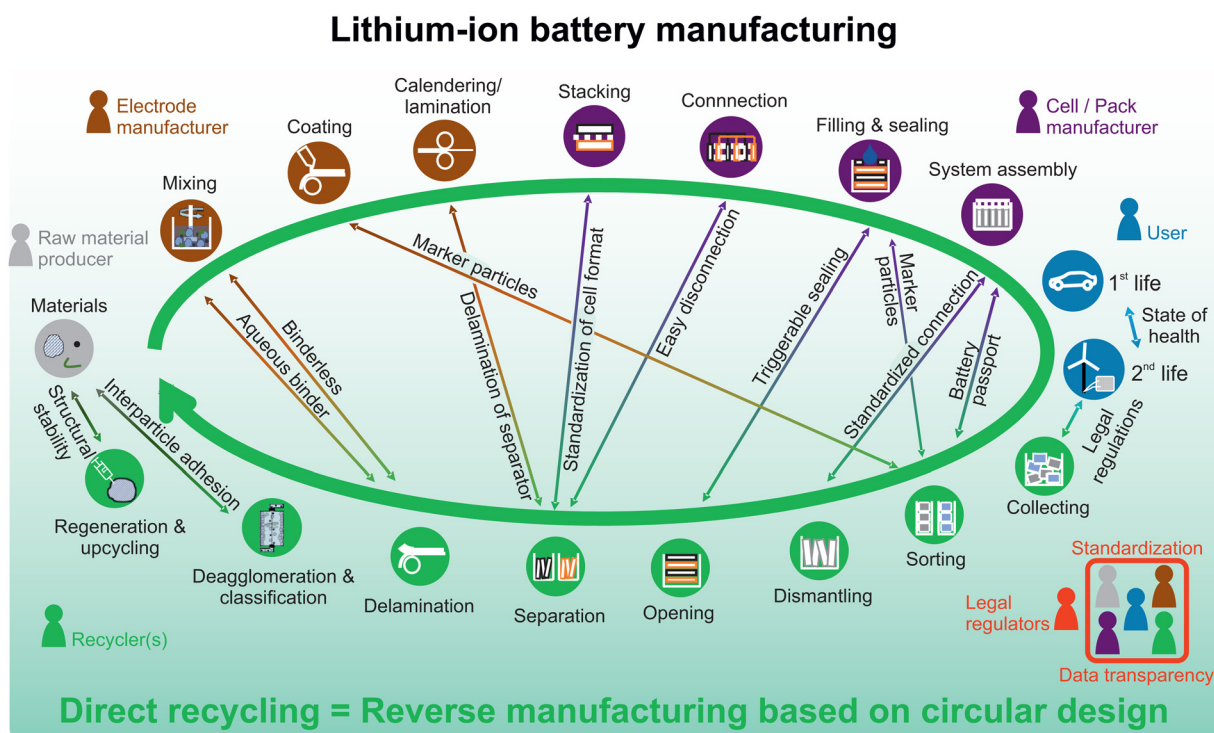 Lithium-ion battery manufacturing
Electrode
manufacturer
Calendering/
lamination
Stacking
Connnection
Cell / Pack
manufacturer
Coating
Filling & sealing
Mixing
System assembly
Raw material
producer
User
Materials
1st life
State of
health
2nd life
Legal
regulations
Marker particles
Marker
particles
Binderless
Aqueous binder
Delamination of separator
Standardization of cell format
Easy disconnection
Triggerable sealing
Standardized connection
Battery
passport
Structural
stability
Interparticle adhesion
Regeneration &
upcycling
Deagglomeration &
classification
Delamination
Separation
Opening
Dismantling
Sorting
Collecting
Recycler(s)
Standardization
Legal
regulators
Data transparency
Direct recycling = Reverse manufacturing based on circular design